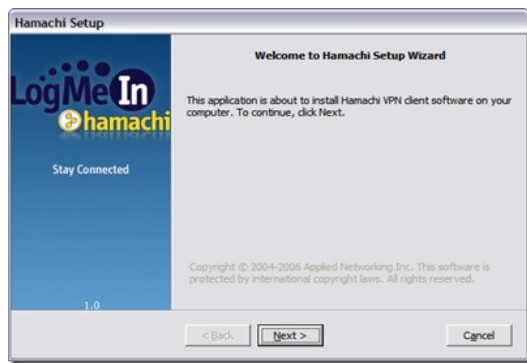 Hamachi Setup
LogMeIn
hamachi
Stay Connected
1.0
Welcome to Hamachi Setup Wizard
This application is about to install Hamachi VPN client software on your
computer. To continue, click Next.
Copyright © 2004-2006 Applied Networking Inc. This software is
protected by international copyright laws. All rights reserved.
< Back
Next >
Cancel